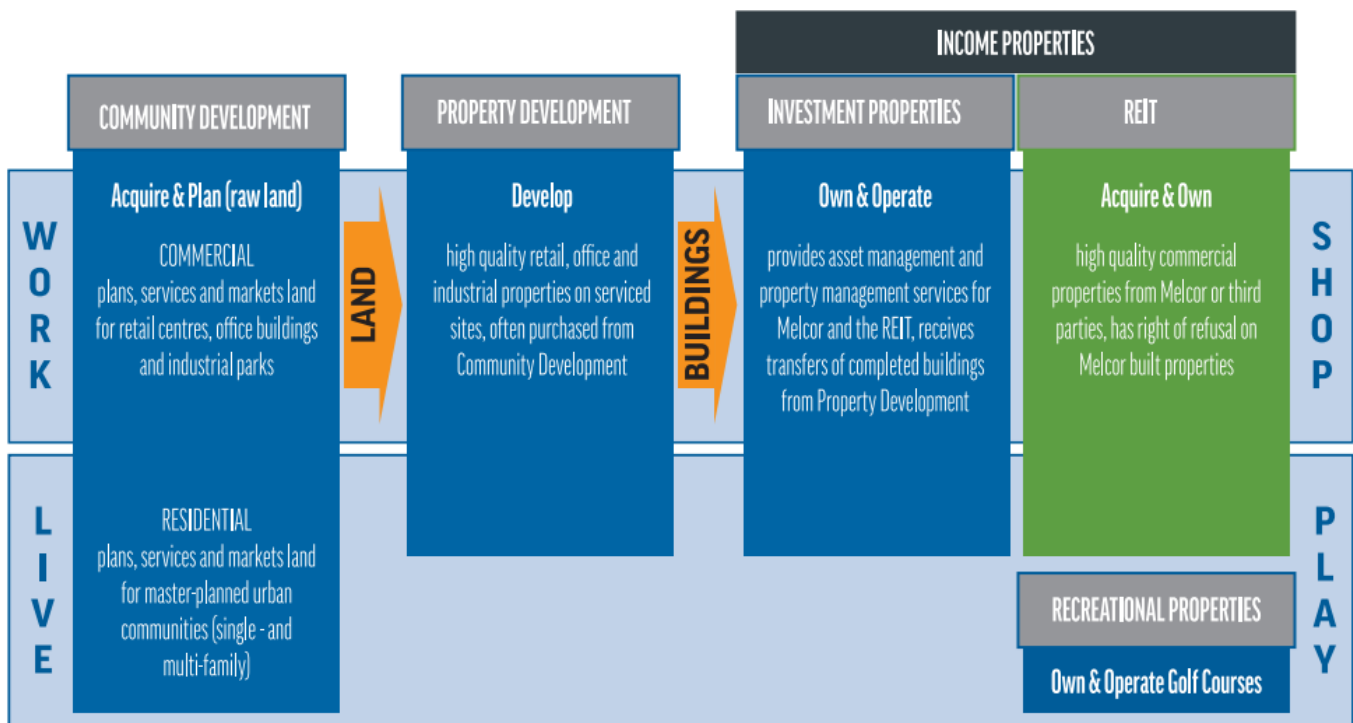 INCOME PROPERTIES
COMMUNITY DEVELOPMENT
PROPERTY DEVELOPMENT
INVESTMENT PROPERTIES
REIT
WORK
Acquire & Plan (raw land)
COMMERCIAL
plans, services and markets land
for retail centres, office buildings
and industrial parks
LAND
Develop
high quality retail, office and
industrial properties on serviced
sites, often purchased from
Community Development
BUILDINGS
Own & Operate
provides asset management and
property management services for
Melcor and the REIT, receives
transfers of completed buildings
from Property Development
Acquire & Own
high quality commercial
properties from Melcor or third
parties, has right of refusal on
Melcor built properties
SHOP
LIVE
RESIDENTIAL
plans, services and markets land
for master-planned urban
communities (single - and
multi-family)
RECREATIONAL PROPERTIES
Own & Operate Golf Courses
PLAY